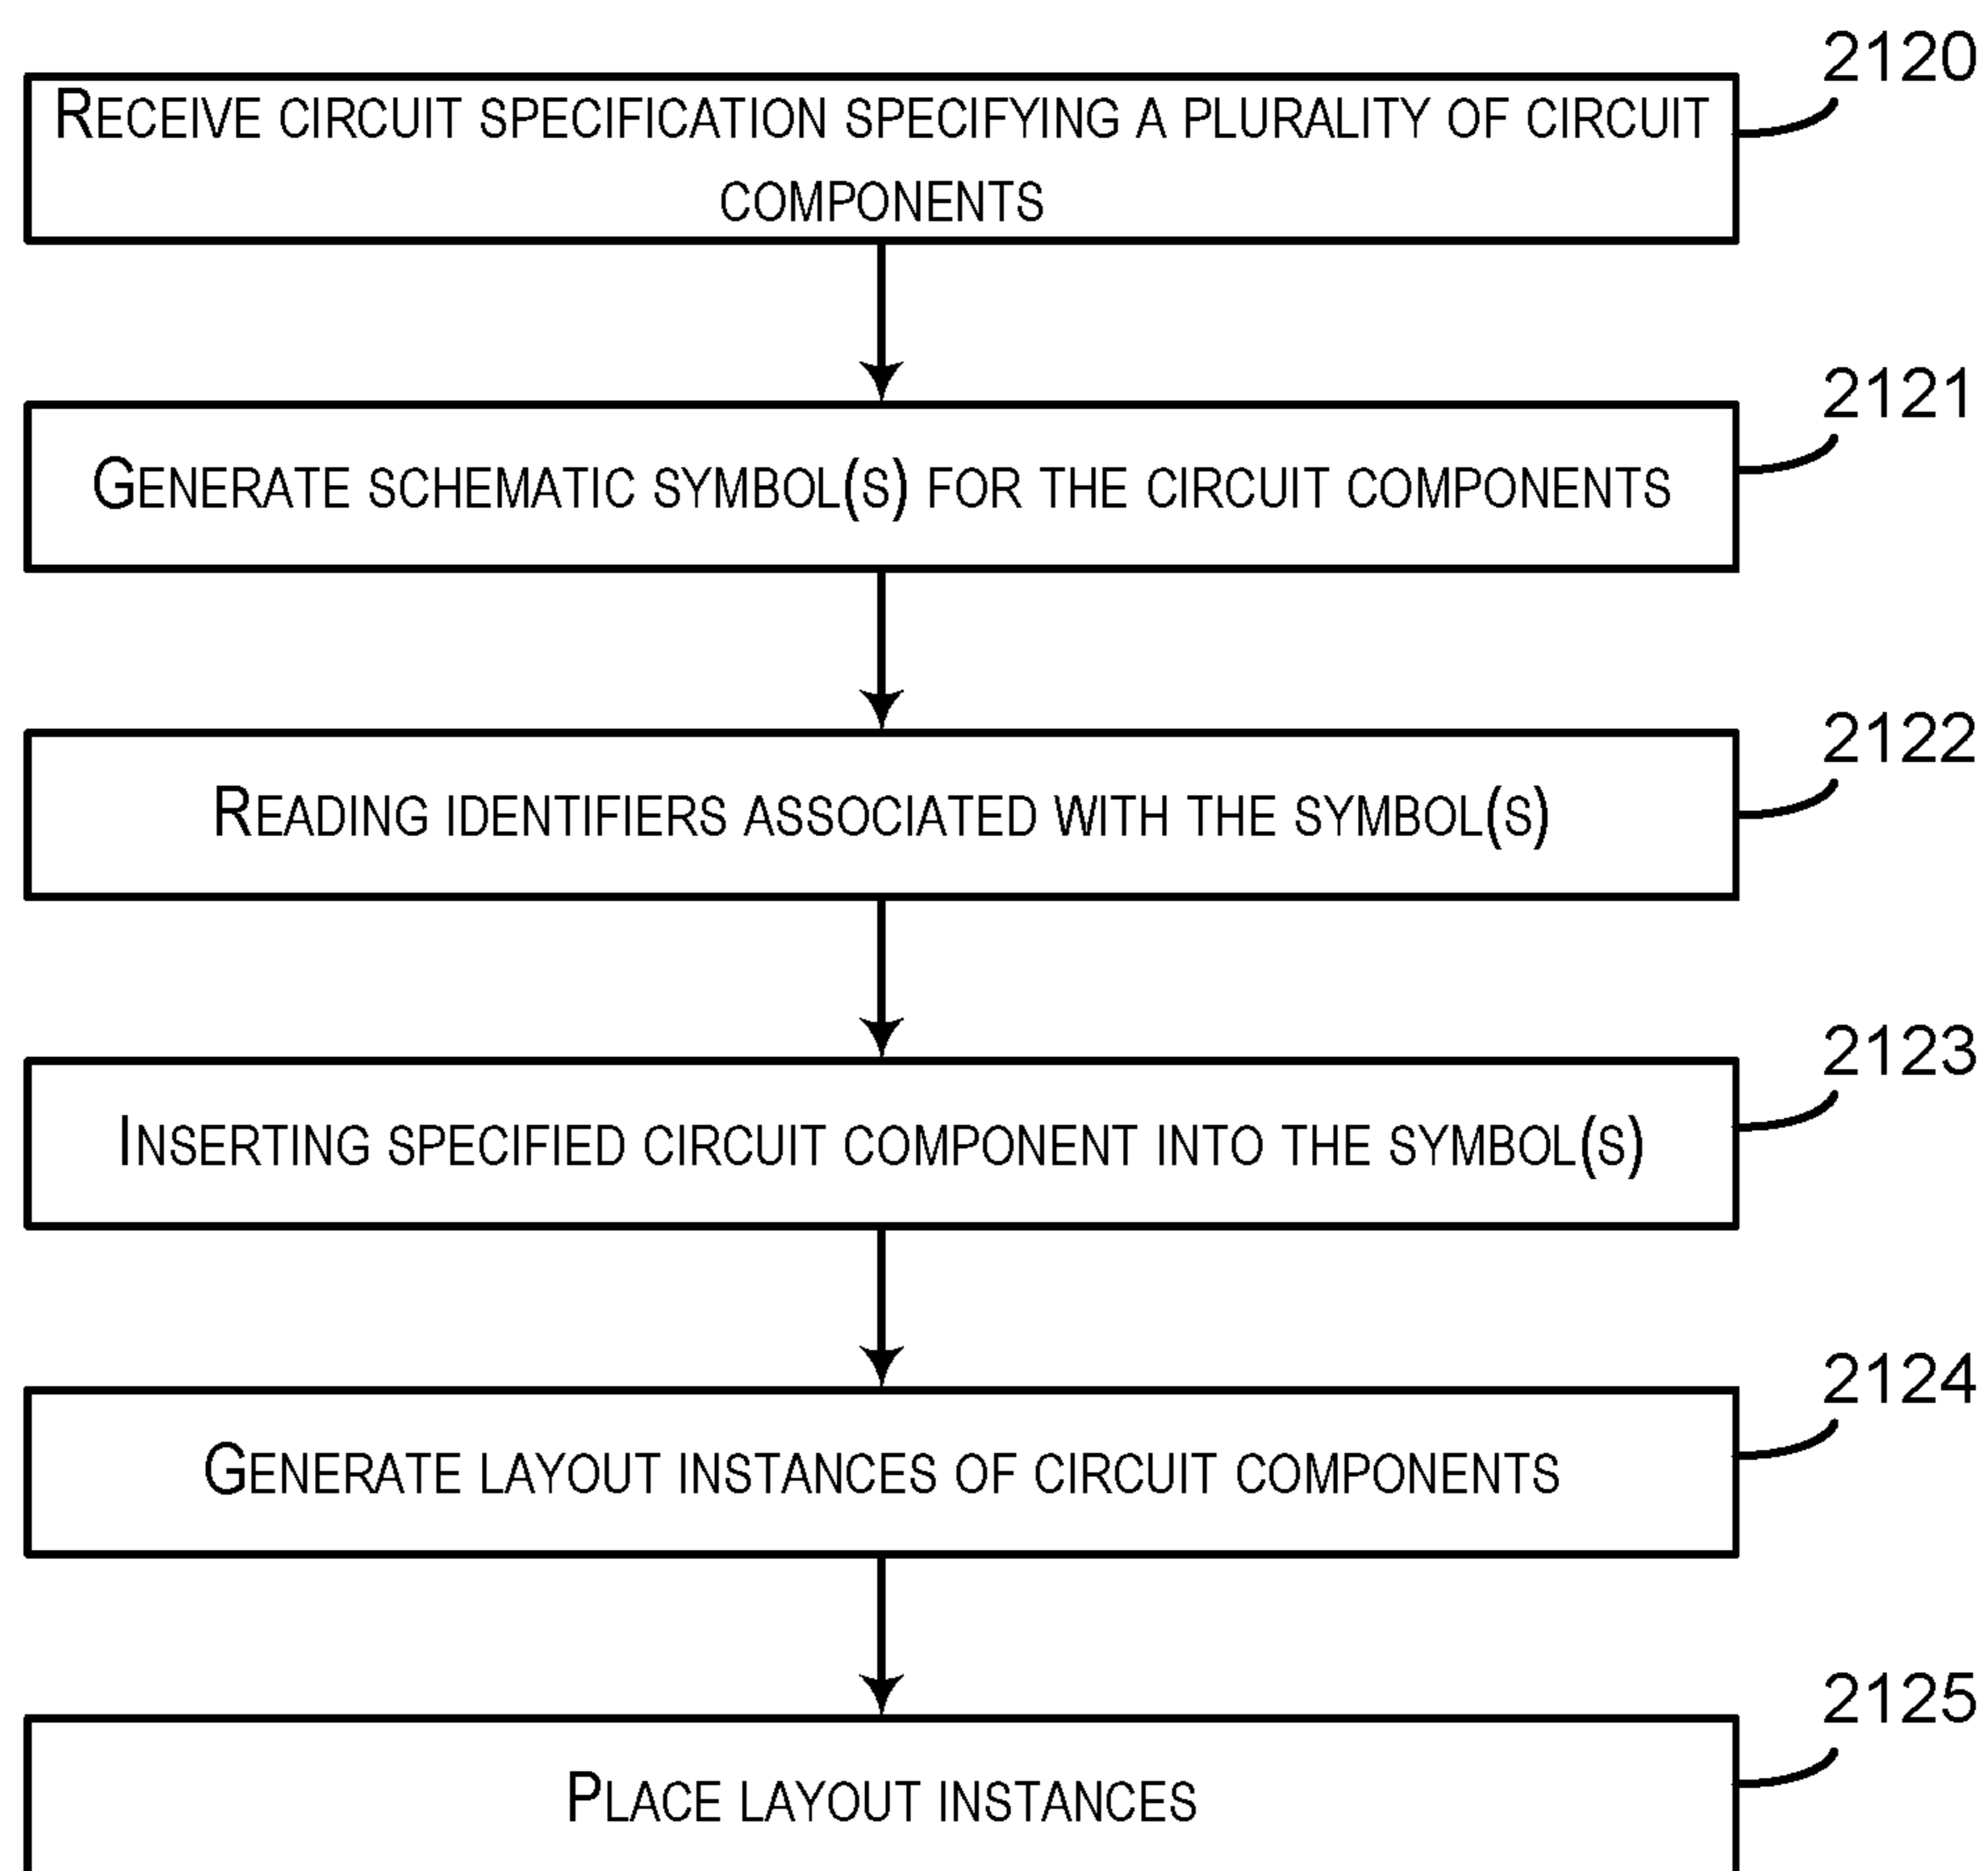 2120
RECEIVE CIRCUIT SPECIFICATION SPECIFYING A PLURALITY OF CIRCUIT
COMPONENTS
2121
GENERATE SCHEMATIC SYMBOL(S) FOR THE CIRCUIT COMPONENTS
2122
READING IDENTIFIERS ASSOCIATED WITH THE SYMBOL(S)
2123
INSERTING SPECIFIED CIRCUIT COMPONENT INTO THE SYMBOL(S)
2124
GENERATE LAYOUT INSTANCES OF CIRCUIT COMPONENTS
2125
PLACE LAYOUT INSTANCES